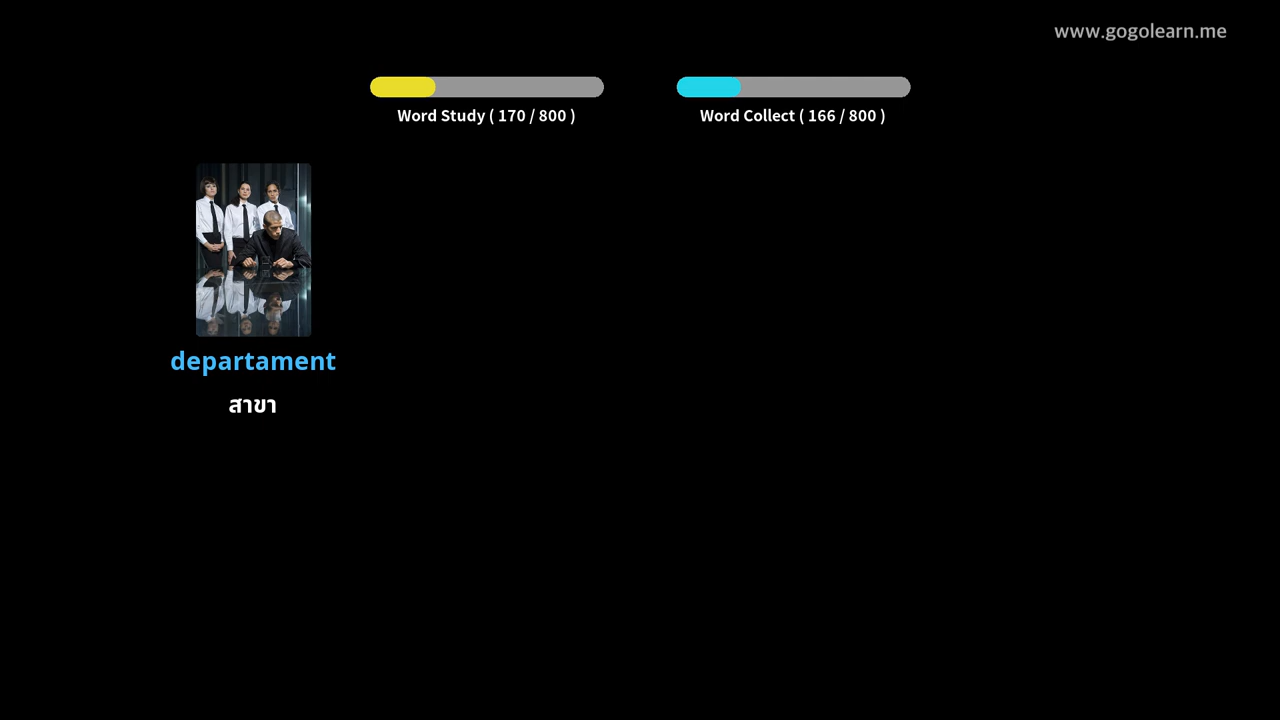 www.gogolearn.me
Word Study ( 170 / 800 )
Word Collect ( 166 / 800 )
departament
สาขา